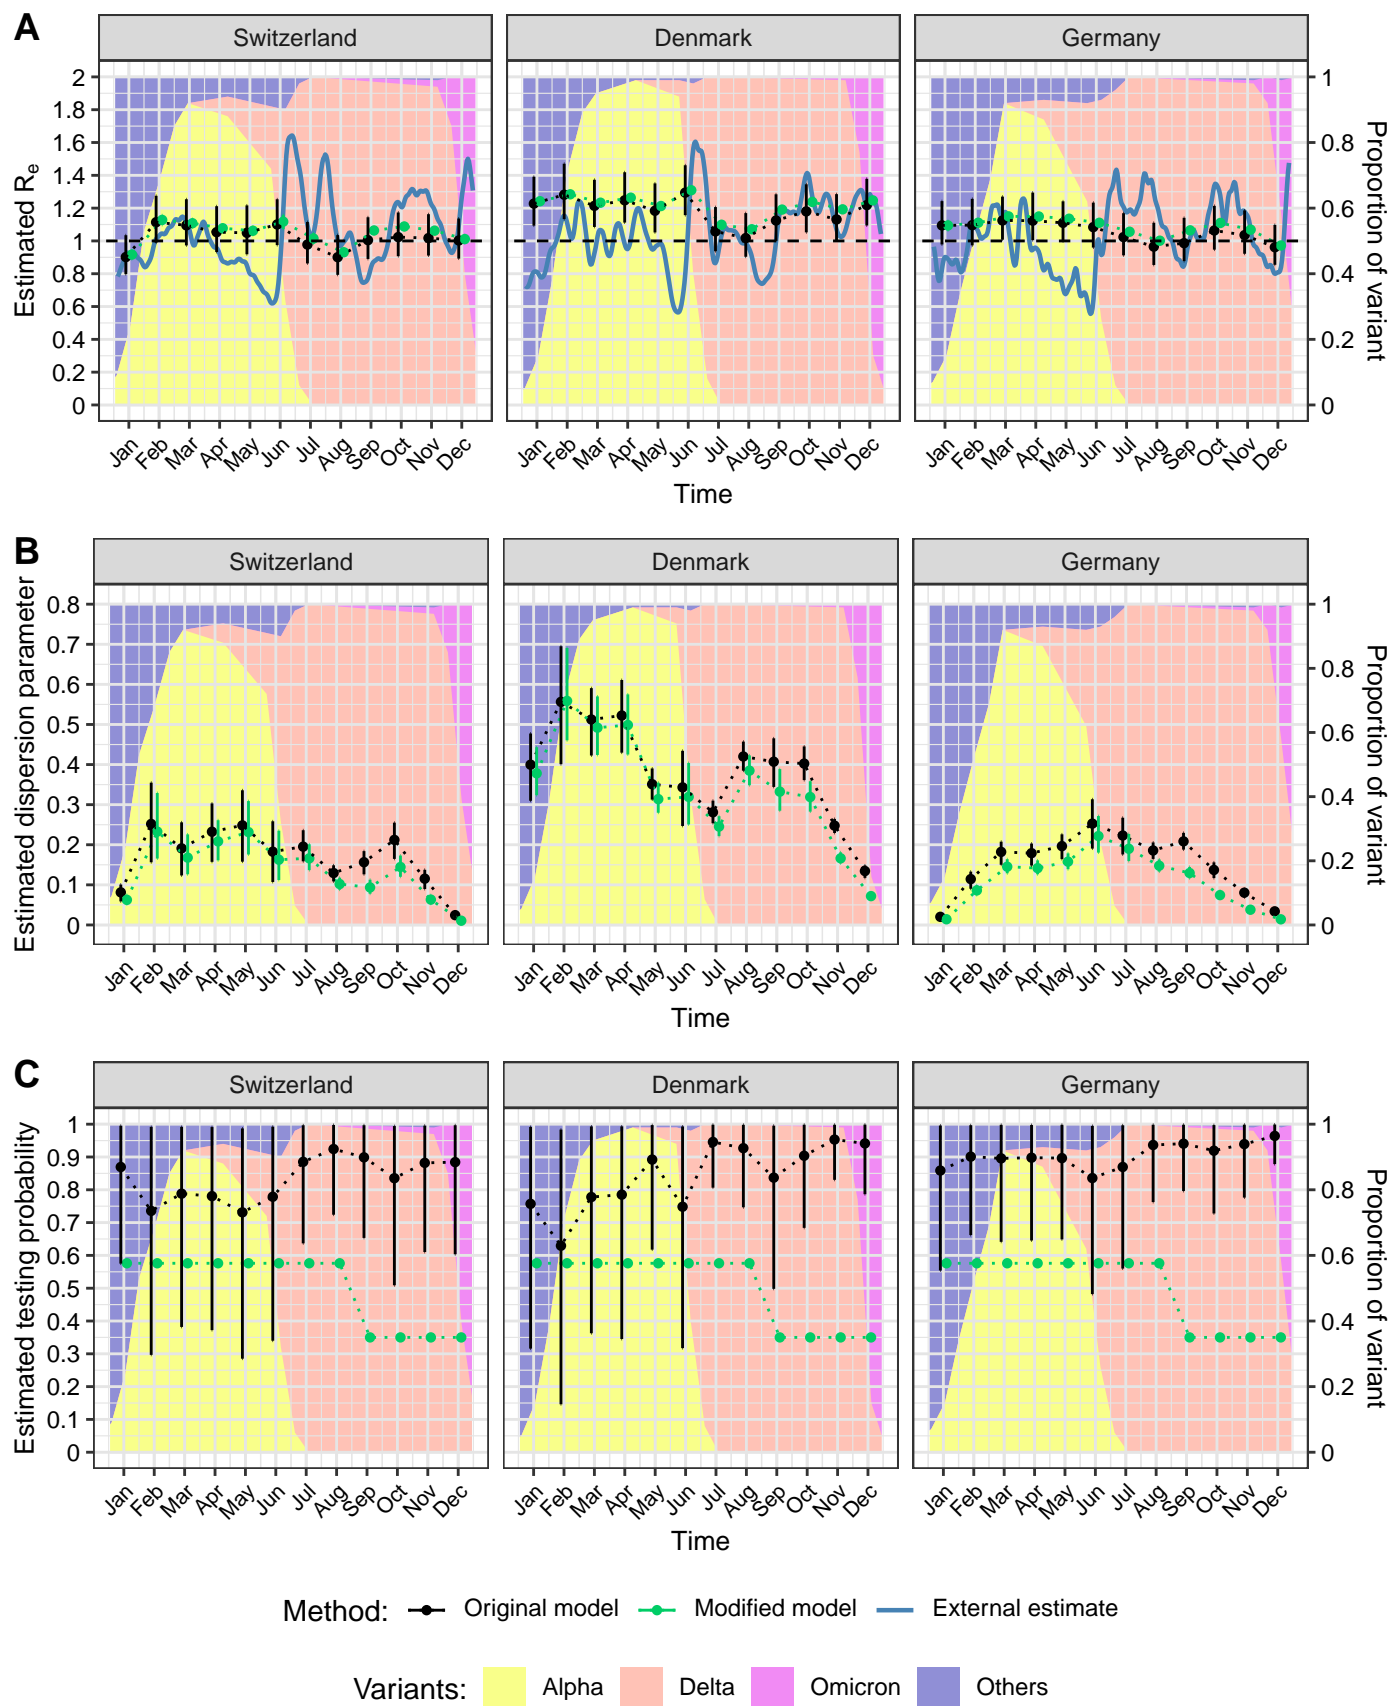 A
Switzerland
Denmark
Germany
Estimated Re
2
1.8
1.6
1.4
1.2
1
0.8
0.6
0.4
0.2
0
1
0.8
0.6
0.4
0.2
0
Proportion of variant
Jan Feb Mar Apr May Jun Jul Aug Sep Oct Nov Dec
Jan Feb Mar Apr May Jun Jul Aug Sep Oct Nov Dec
Jan Feb Mar Apr May Jun Jul Aug Sep Oct Nov Dec
Time
B
Switzerland
Denmark
Germany
Estimated dispersion parameter
0.8
0.7
0.6
0.5
0.4
0.3
0.2
0.1
0
1
0.8
0.6
0.4
0.2
0
Proportion of variant
Jan Feb Mar Apr May Jun Jul Aug Sep Oct Nov Dec
Jan Feb Mar Apr May Jun Jul Aug Sep Oct Nov Dec
Jan Feb Mar Apr May Jun Jul Aug Sep Oct Nov Dec
Time
C
Switzerland
Denmark
Germany
Estimated testing probability
1
0.9
0.8
0.7
0.6
0.5
0.4
0.3
0.2
0.1
0
1
0.8
0.6
0.4
0.2
0
Proportion of variant
Jan Feb Mar Apr May Jun Jul Aug Sep Oct Nov Dec
Jan Feb Mar Apr May Jun Jul Aug Sep Oct Nov Dec
Jan Feb Mar Apr May Jun Jul Aug Sep Oct Nov Dec
Time
Method: Original model Modified model External estimate
Variants: Alpha Delta Omicron Others